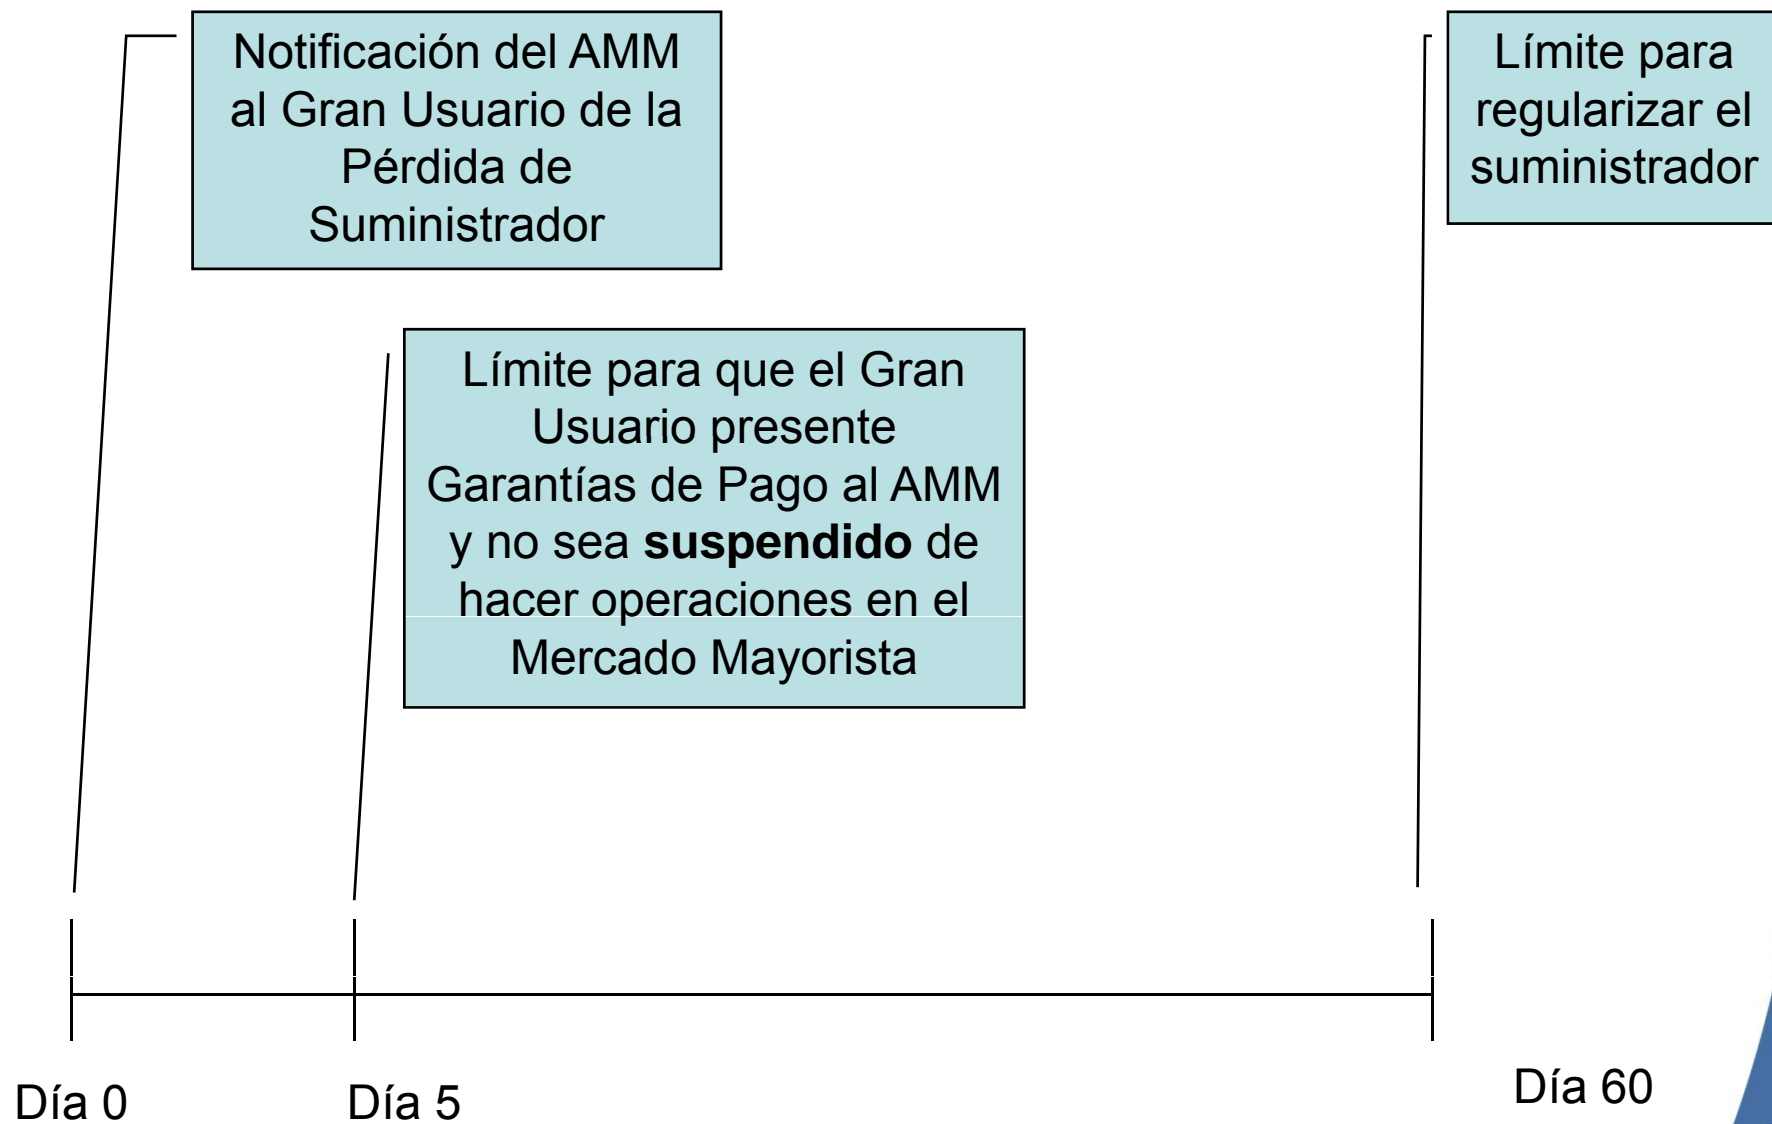 Notificación del AMM
al Gran Usuario de la
Pérdida de
Suministrador
Límite para
regularizar el
suministrador
Límite para que el Gran
Usuario presente
Garantías de Pago al AMM
y no sea suspendido de
hacer operaciones en el
Mercado Mayorista
Día 0
Día 5
Día 60